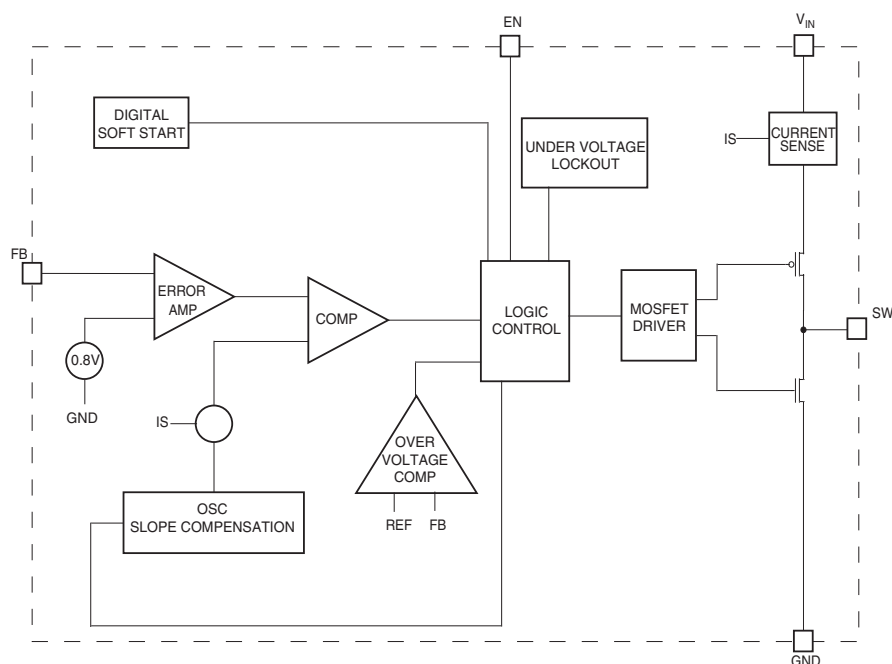 EN
V_IN
DIGITAL
SOFT START
UNDER VOLTAGE
LOCKOUT
IS
CURRENT
SENSE
FB
ERROR
AMP
COMP
LOGIC
CONTROL
MOSFET
DRIVER
SW
0.8V
GND
IS
OVER
VOLTAGE
COMP
OSC
SLOPE COMPENSATION
REF
FB
GND